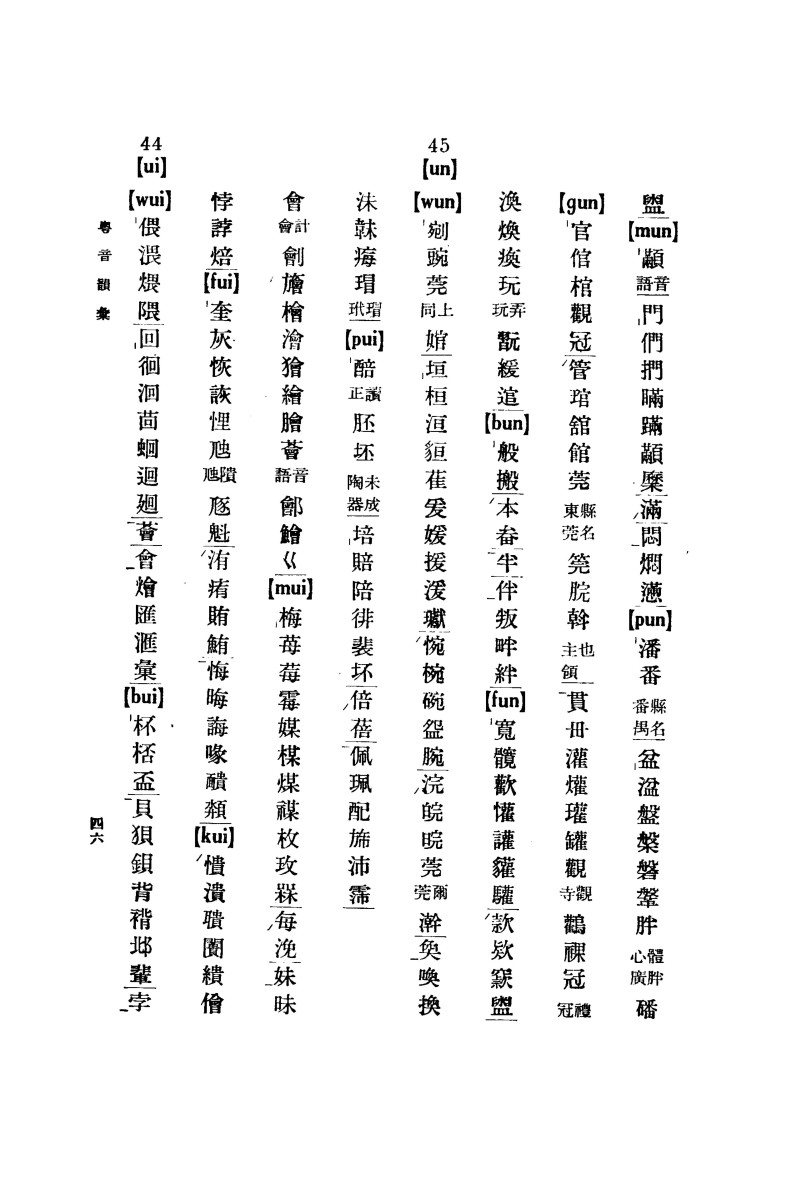 粵音韻彙
四六
44
[ui]
[wui] 偎渨煨隈回徊洄茴蛔迴廻薈會燴匯滙彙[bui]杯桮盃貝狽鋇背褙邶輩孛
悖誖焙[fui]奎灰恢詼悝虺虺隤豗魁洧痏賄鮪悔晦誨喙靧纇[kui]憒潰聵闠繢儈
會會計劊旝檜澮獪繪膾薈語音鄶鱠巜[mui]梅苺莓霉媒楳煤禖枚玫槑每浼妹昧
沬韎痗瑁玳瑁[pui]醅正讀胚坯陶器未成培賠陪徘裴坏倍蓓佩珮配旆沛霈
45
[un]
[wun] 剜豌莞同上婠垣桓洹貆萑爰媛援湲瓛惋椀碗盌腕浣皖晥莞莞爾澣奐喚換
渙煥瘓玩玩弄翫緩逭[bun]般搬本畚半伴叛畔絆[fun]寬髖歡懽讙貛驩款欵窾盥
[gun] 官倌棺觀冠管琯舘館莞東莞縣名筦脘斡主領也貫毌灌爟瓘罐觀寺觀鸛祼冠冠禮
盥[mun]顢語音門們捫瞞蹣顢穈滿悶燜懣[pun]潘番番禺縣名盆湓盤槃磐鞶胖心廣體胖磻